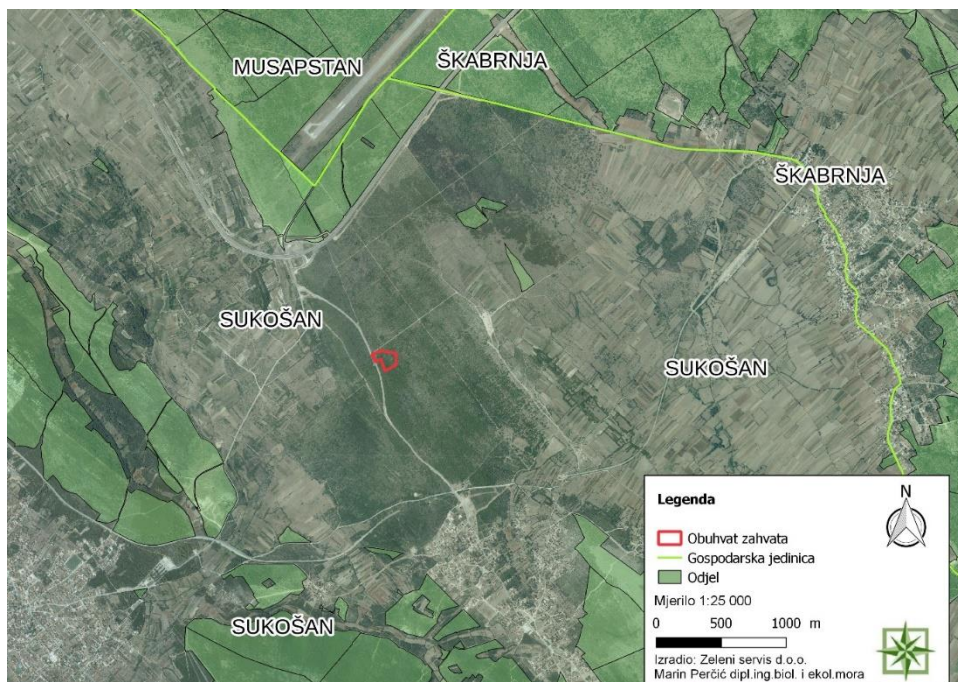 MUSAPSTAN
ŠKABRNJA
ŠKABRNJA
SUKOŠAN
SUKOŠAN
SUKOŠAN
Legenda
N
Obuhvat zahvata
Gospodarska jedinica
Odjel
Mjerilo 1:25 000
0 500 1000 m
Izradio: Zeleni servis d.o.o.
Marin Perčić dipl.ing.biol. i ekol.mora